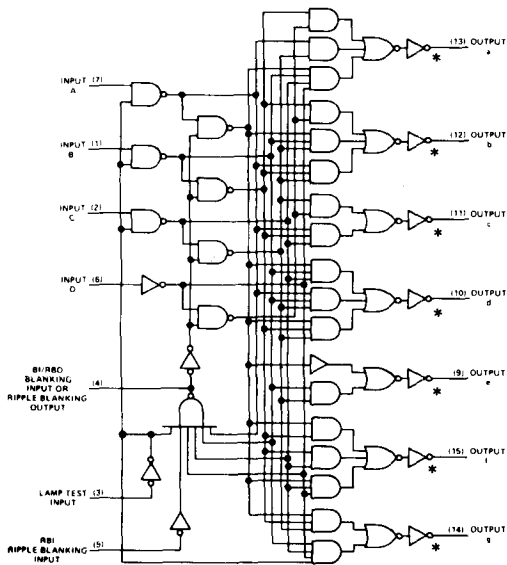 (13) OUTPUT
a
*
INPUT (7)
A
(12) OUTPUT
b
*
INPUT (1)
B
INPUT (2)
C
(11) OUTPUT
c
*
INPUT (6)
D
(10) OUTPUT
d
*
BI/RBO
BLANKING
INPUT OR (4)
RIPPLE BLANKING
OUTPUT
(9) OUTPUT
e
*
(15) OUTPUT
f
*
LAMP TEST (3)
INPUT
(14) OUTPUT
g
*
RBI
RIPPLE BLANKING (5)
INPUT